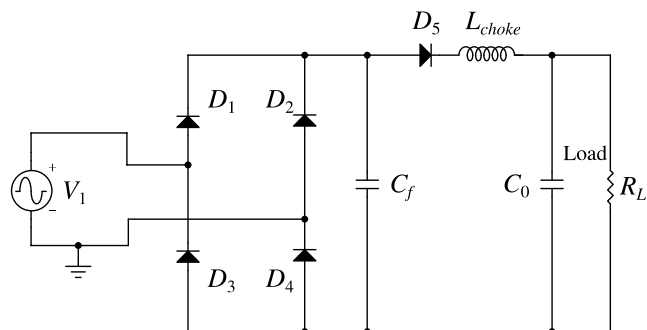 D5 Lchoke
D1 D2
Load
+
V1 Cf C0 RL
−
D3 D4